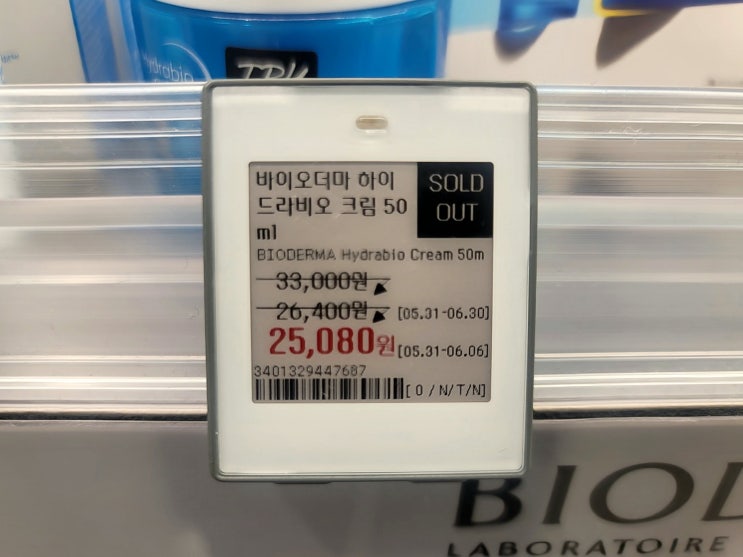 Hydrabio
바이오더마 하이
드라비오 크림 50
ml
SOLD
OUT
BIODERMA Hydrabio Cream 50m
33,000원
26,400원 [05.31-06.30]
25,080원 [05.31-06.06]
3401329447687
[ 0 / N/T/N]
BIOD
LABORATOIRE